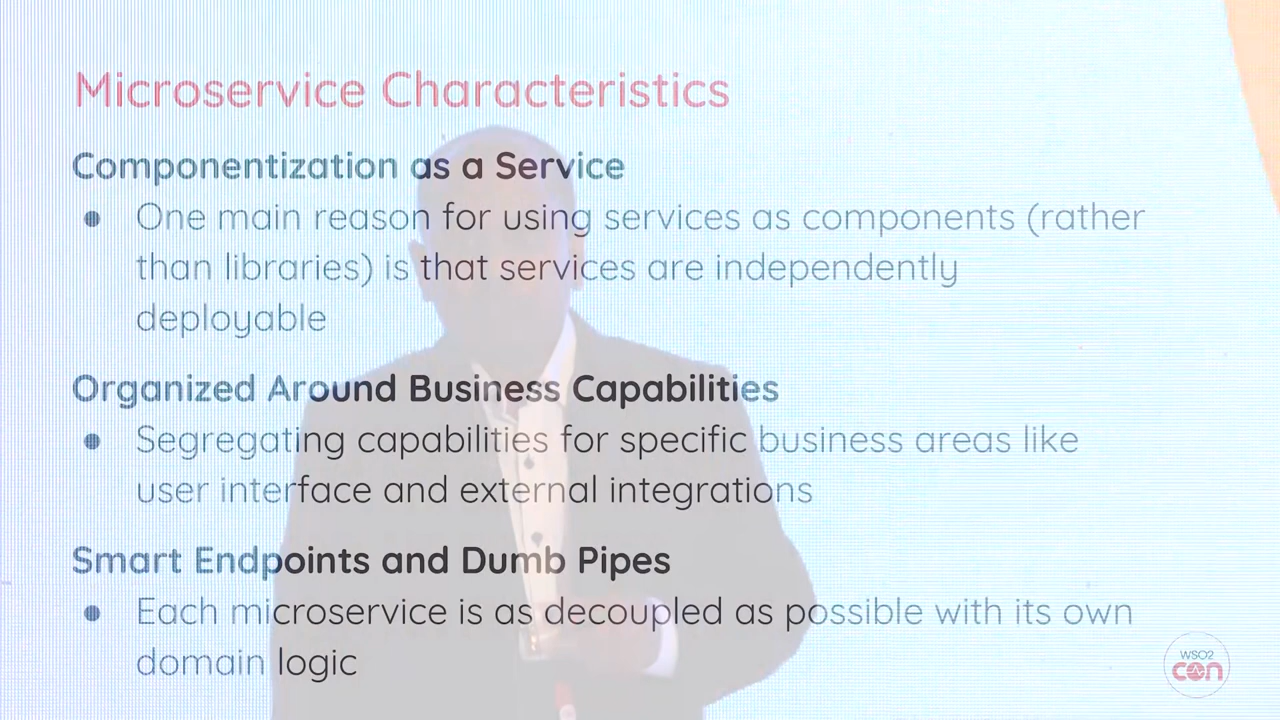 Microservice Characteristics
Componentization as a Service
● One main reason for using services as components (rather
than libraries) is that services are independently
deployable
Organized Around Business Capabilities
● Segregating capabilities for specific business areas like
user interface and external integrations
Smart Endpoints and Dumb Pipes
● Each microservice is as decoupled as possible with its own
domain logic
WSO2
con